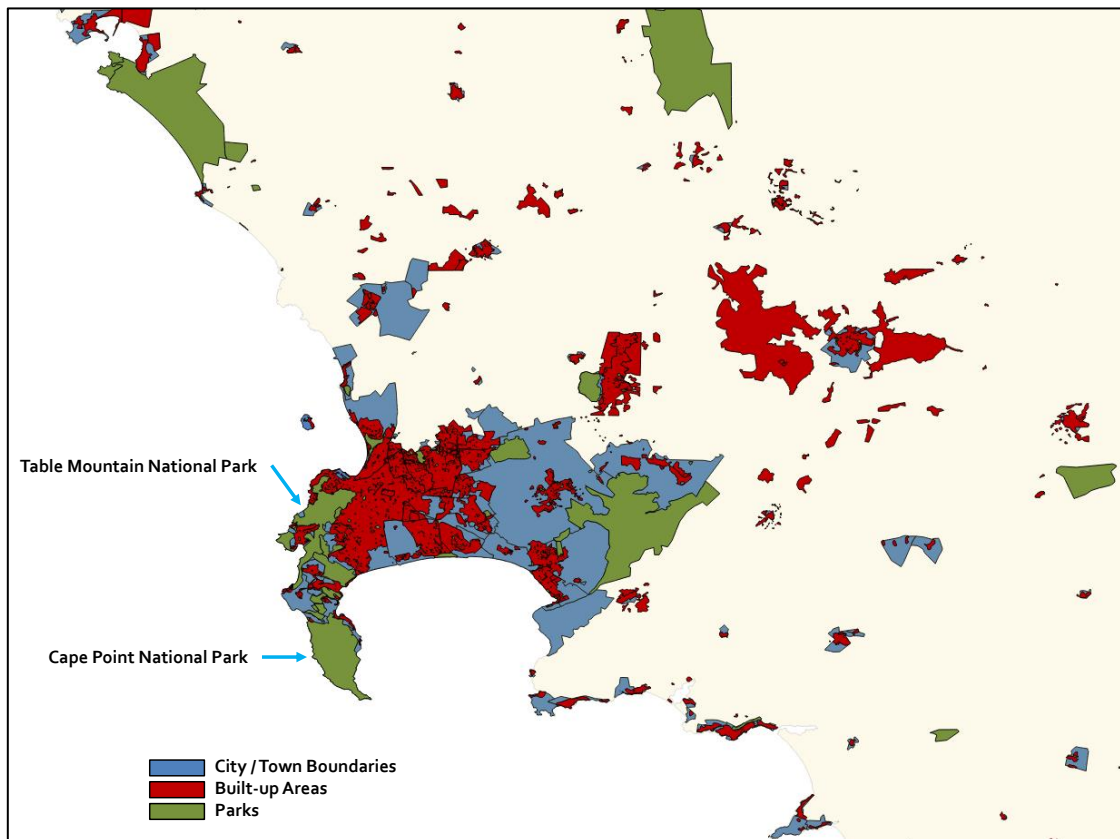 Table Mountain National Park
Cape Point National Park
City / Town Boundaries
Built-up Areas
Parks